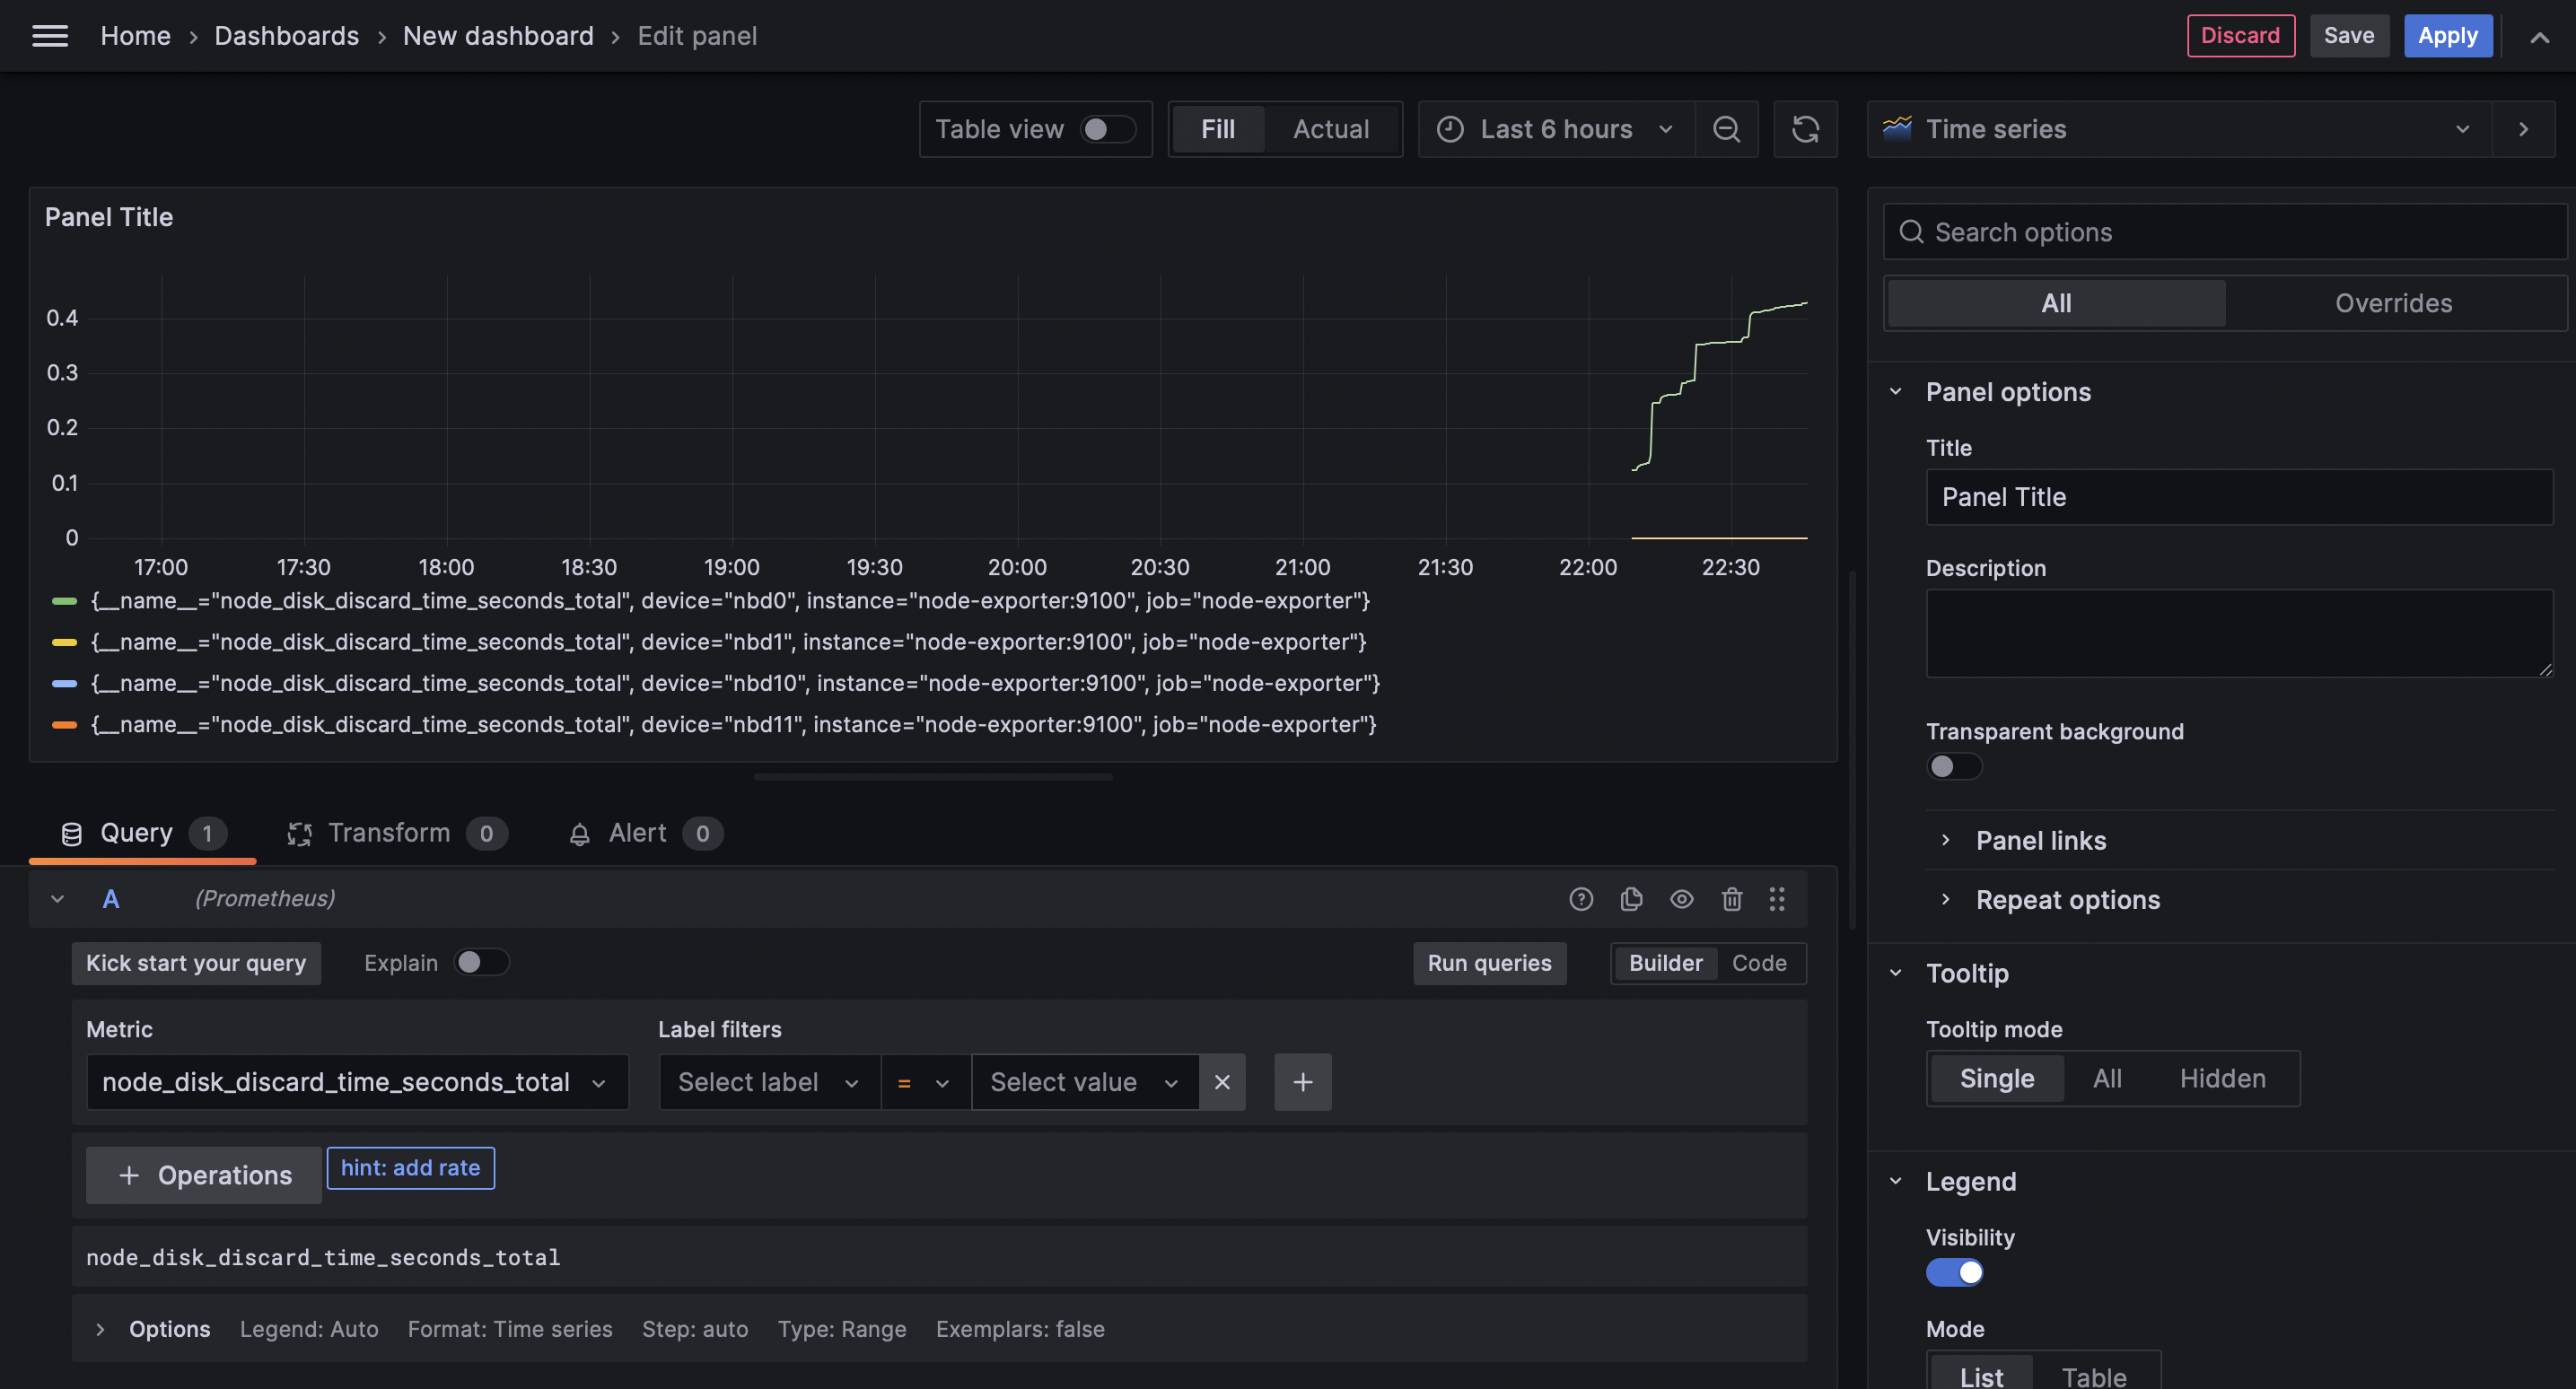 Home › Dashboards › New dashboard › Edit panel
Discard Save Apply
Table view Fill Actual Last 6 hours
Time series
Panel Title
0.4
0.3
0.2
0.1
0
17:00 17:30 18:00 18:30 19:00 19:30 20:00 20:30 21:00 21:30 22:00 22:30
{__name__="node_disk_discard_time_seconds_total", device="nbd0", instance="node-exporter:9100", job="node-exporter"}
{__name__="node_disk_discard_time_seconds_total", device="nbd1", instance="node-exporter:9100", job="node-exporter"}
{__name__="node_disk_discard_time_seconds_total", device="nbd10", instance="node-exporter:9100", job="node-exporter"}
{__name__="node_disk_discard_time_seconds_total", device="nbd11", instance="node-exporter:9100", job="node-exporter"}
Query 1 Transform 0 Alert 0
A (Prometheus)
Kick start your query Explain Run queries Builder Code
Metric Label filters
node_disk_discard_time_seconds_total Select label = Select value
+ Operations hint: add rate
node_disk_discard_time_seconds_total
Options Legend: Auto Format: Time series Step: auto Type: Range Exemplars: false
Search options
All Overrides
Panel options
Title
Panel Title
Description
Transparent background
Panel links
Repeat options
Tooltip
Tooltip mode
Single All Hidden
Legend
Visibility
Mode
List Table